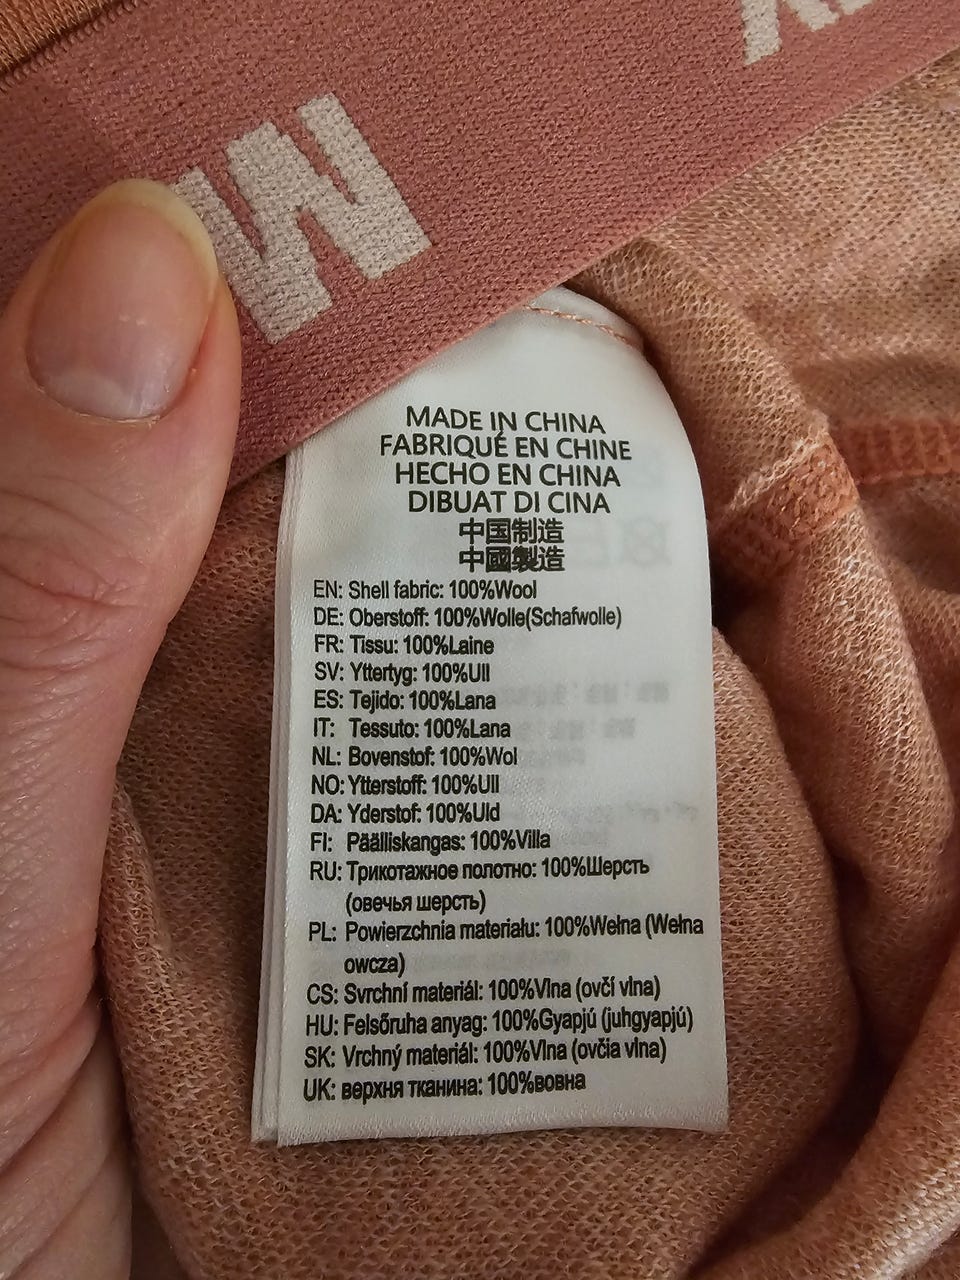 MADE IN CHINA
FABRIQUÉ EN CHINE
HECHO EN CHINA
DIBUAT DI CINA
中国制造
中國製造
EN: Shell fabric: 100%Wool
DE: Oberstoff: 100%Wolle(Schafwolle)
FR: Tissu: 100%Laine
SV: Yttertyg: 100%Ull
ES: Tejido: 100%Lana
IT: Tessuto: 100%Lana
NL: Bovenstof: 100%Wol
NO: Ytterstoff: 100%Ull
DA: Yderstof: 100%Uld
FI: Päälliskangas: 100%Villa
RU: Трикотажное полотно: 100%Шерсть
(овечья шерсть)
PL: Powierzchnia materiału: 100%Wełna (Wełna
owcza)
CS: Svrchní materiál: 100%Vlna (ovčí vlna)
HU: Felsőruha anyag: 100%Gyapjú (juhgyapjú)
SK: Vrchný materiál: 100%Vlna (ovčia vlna)
UK: верхня тканина: 100%вовна